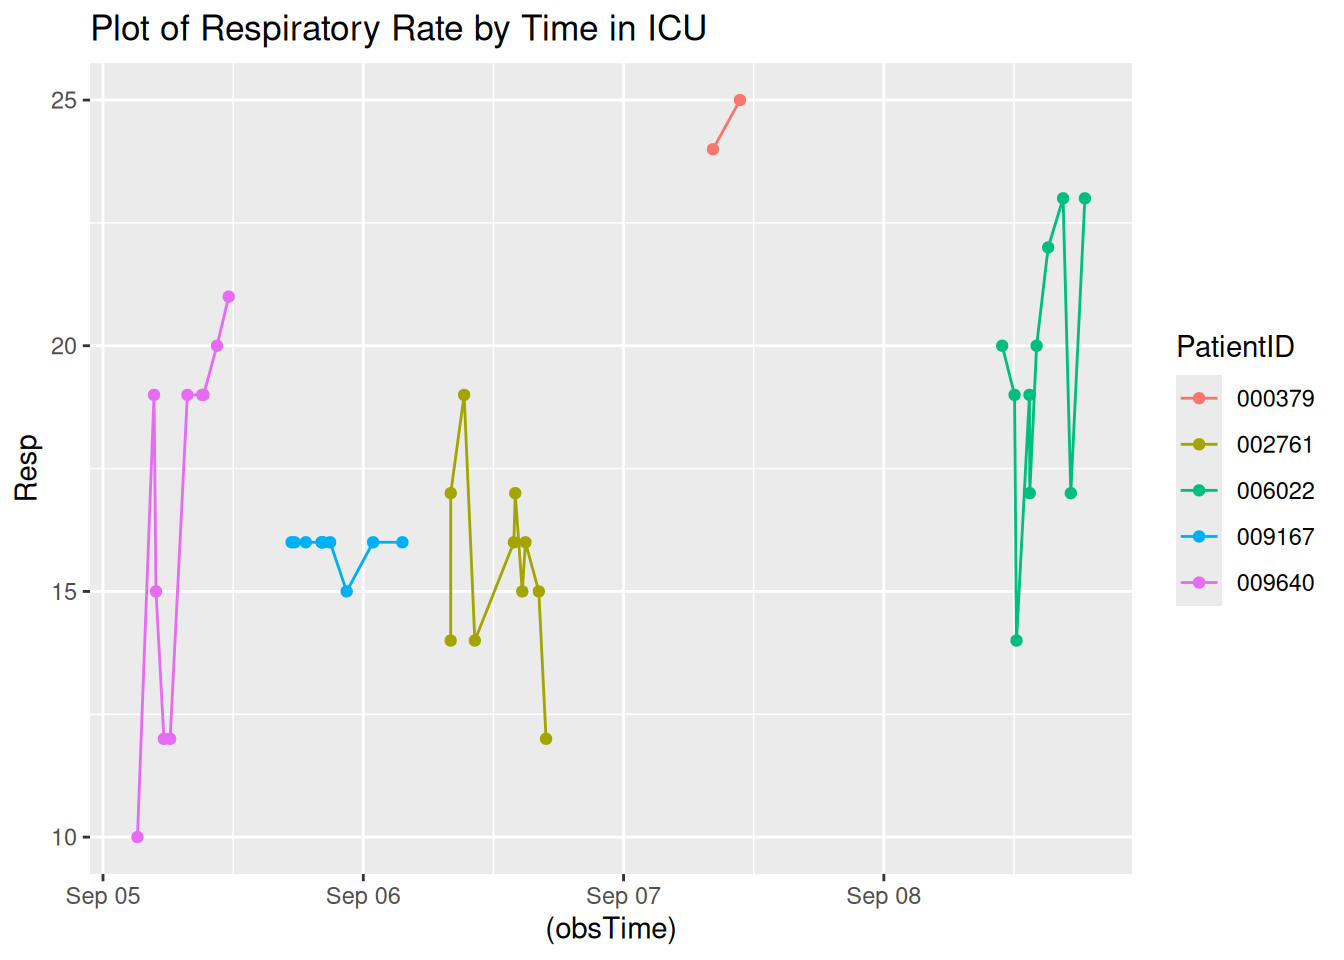 Plot of Respiratory Rate by Time in ICU
25
20
15
10
Resp
Sep 05 Sep 06 Sep 07 Sep 08
(obsTime)
PatientID
000379
002761
006022
009167
009640